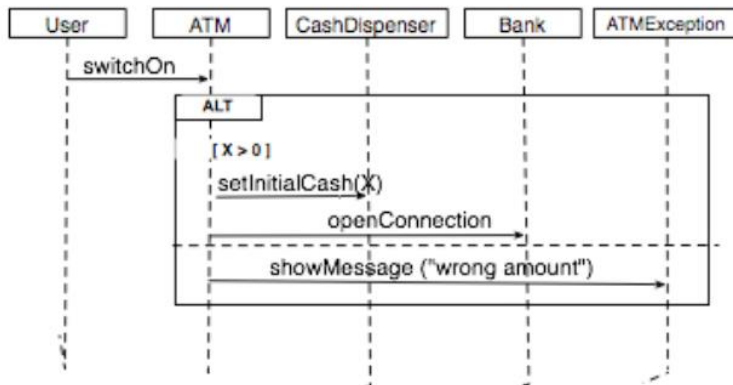 User ATM CashDispenser Bank ATMException
switchOn
ALT
[ X > 0 ]
setInitialCash(X)
openConnection
showMessage ("wrong amount")